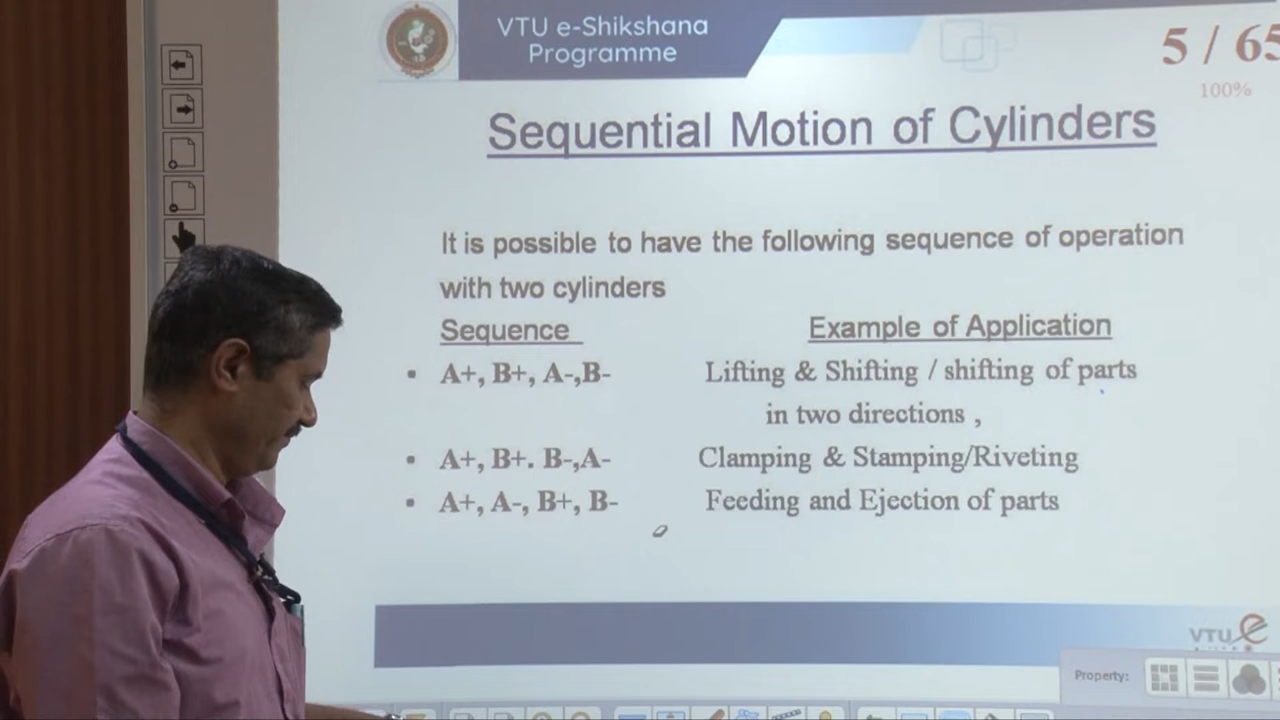 VTU e-Shikshana
Programme
5 / 65
100%
Sequential Motion of Cylinders
It is possible to have the following sequence of operation
with two cylinders
Sequence Example of Application
• A+, B+, A-,B- Lifting & Shifting / shifting of parts
in two directions ,
• A+, B+. B-,A- Clamping & Stamping/Riveting
• A+, A-, B+, B- Feeding and Ejection of parts
VTU e
Property: